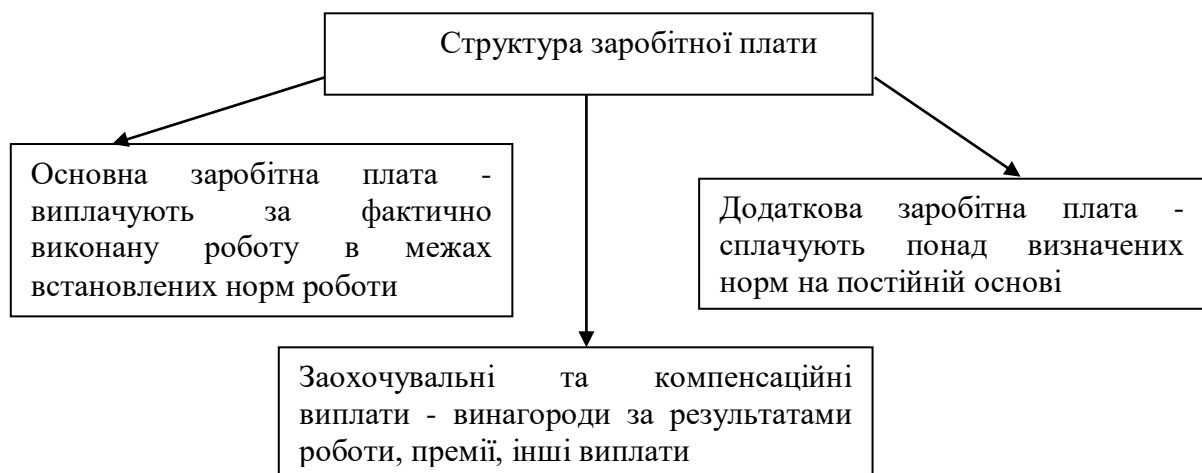 Структура заробітної плати
Основна заробітна плата -
виплачують за фактично
виконану роботу в межах
встановлених норм роботи
Додаткова заробітна плата -
сплачують понад визначених
норм на постійній основі
Заохочувальні та компенсаційні
виплати - винагороди за результатами
роботи, премії, інші виплати